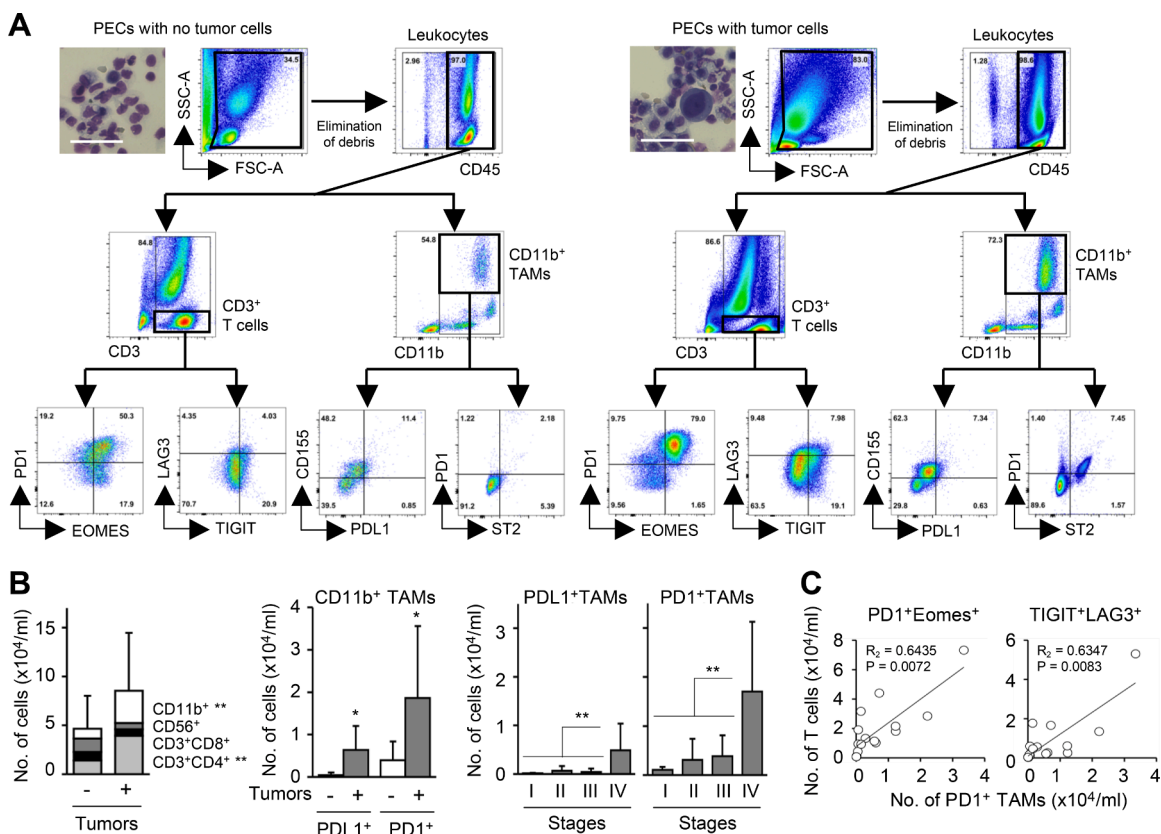 A
PECs with no tumor cells
Leukocytes
SSC-A
34.5
2.96
97.0
Elimination
of debris
FSC-A
CD45
84.8
54.8
CD11b+
TAMs
CD3+
T cells
CD3
CD11b
19.2
50.3
12.6
17.9
PD1
EOMES
4.35
4.03
70.7
20.9
LAG3
TIGIT
48.2
11.4
39.5
0.85
CD155
PDL1
1.22
2.18
91.2
5.39
PD1
ST2
PECs with tumor cells
Leukocytes
SSC-A
83.0
1.28
98.6
Elimination
of debris
FSC-A
CD45
86.6
72.3
CD11b+
TAMs
CD3+
T cells
CD3
CD11b
9.75
79.0
9.56
1.65
PD1
EOMES
9.48
7.98
63.5
19.1
LAG3
TIGIT
62.3
7.34
29.8
0.63
CD155
PDL1
1.40
7.45
89.6
1.57
PD1
ST2
B
No. of cells (x10⁴/ml)
15
10
5
0
CD11b+ **
CD56+
CD3+CD8+
CD3+CD4+ **
- +
Tumors
CD11b+ TAMs
No. of cells (x10⁴/ml)
4
3
2
1
0
*
*
Tumors - + - +
PDL1+ PD1+
PDL1+TAMs PD1+TAMs
No. of cells (x10⁴/ml)
3
2
1
0
**
**
I II III IV I II III IV
Stages Stages
C
PD1+Eomes+
No. of T cells (x10⁴/ml)
8
6
4
2
0
R₂ = 0.6435
P = 0.0072
0 1 2 3 4
TIGIT+LAG3+
6
4
2
0
R₂ = 0.6347
P = 0.0083
0 1 2 3 4
No. of PD1+ TAMs (x10⁴/ml)